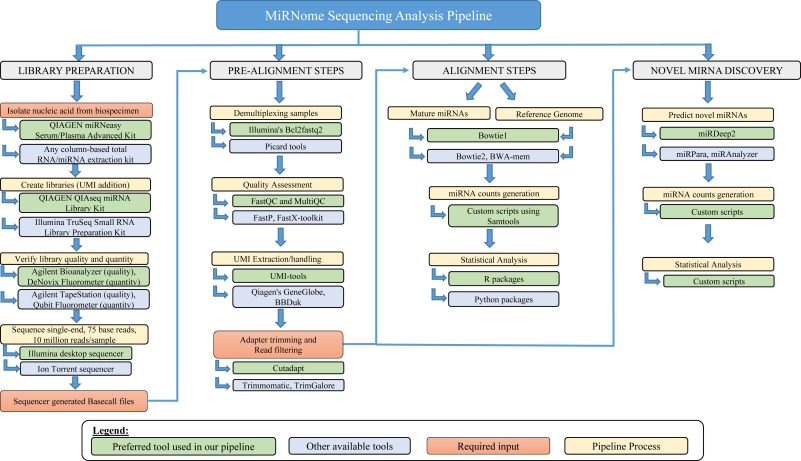 MiRNome Sequencing Analysis Pipeline
LIBRARY PREPARATION
Isolate nucleic acid from biospecimen
QIAGEN miRNeasy
Serum/Plasma Advanced Kit
Any column-based total
RNA/miRNA extraction kit
Create libraries (UMI addition)
QIAGEN QIAseq miRNA
Library Kit
Illumina TruSeq Small RNA
Library Preparation Kit
Verify library quality and quantity
Agilent Bioanalyzer (quality),
DeNovix Fluorometer (quantity)
Agilent TapeStation (quality),
Qubit Fluorometer (quantity)
Sequence single-end, 75 base reads,
10 million reads/sample
Illumina desktop sequencer
Ion Torrent sequencer
Sequencer generated Basecall files
PRE-ALIGNMENT STEPS
Demultiplexing samples
Illumina's Bcl2fastq2
Picard tools
Quality Assessment
FastQC and MultiQC
FastP, FastX-toolkit
UMI Extraction/handling
UMI-tools
Qiagen's GeneGlobe,
BBDuk
Adapter trimming and
Read filtering
Cutadapt
Trimmomatic, TrimGalore
ALIGNMENT STEPS
Mature miRNAs
Reference Genome
Bowtie1
Bowtie2, BWA-mem
miRNA counts generation
Custom scripts using
Samtools
Statistical Analysis
R packages
Python packages
NOVEL MIRNA DISCOVERY
Predict novel miRNAs
miRDeep2
miRPara, miRAnalyzer
miRNA counts generation
Custom scripts
Statistical Analysis
Custom scripts
Legend:
Preferred tool used in our pipeline
Other available tools
Required input
Pipeline Process